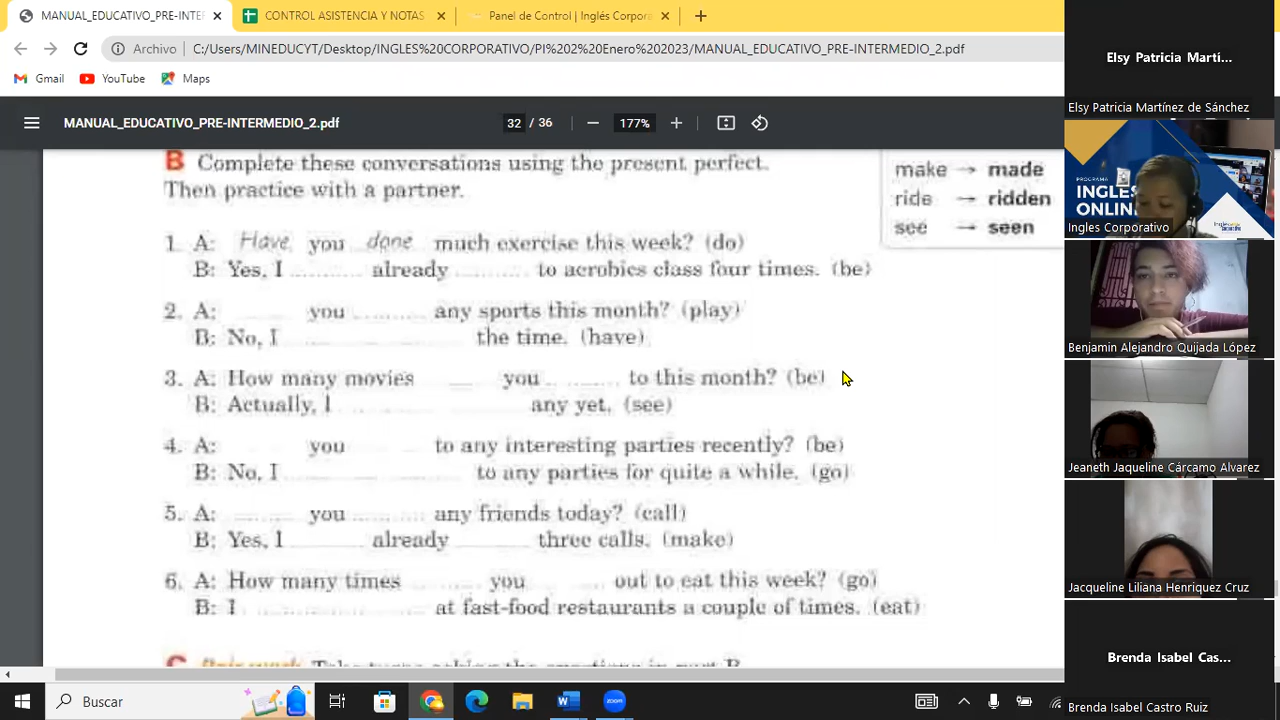 MANUAL_EDUCATIVO_PRE-INTER
CONTROL ASISTENCIA Y NOTAS
Panel de Control | Inglés Corpora
Archivo
C:/Users/MINEDUCYT/Desktop/INGLES%20CORPORATIVO/PI%202%20Enero%202023/MANUAL_EDUCATIVO_PRE-INTERMEDIO_2.pdf
Gmail
YouTube
Maps
MANUAL_EDUCATIVO_PRE-INTERMEDIO_2.pdf
32 / 36
177%
B Complete these conversations using the present perfect.
Then practice with a partner.
make → made
ride → ridden
see → seen
1. A: Have you done much exercise this week? (do)
B: Yes, I .......... already .......... to aerobics class four times. (be)
2. A: you .......... any sports this month? (play)
B: No, I .......... the time. (have)
3. A: How many movies .......... you .......... to this month? (be)
B: Actually, I any yet. (see)
4. A: you to any interesting parties recently? (be)
B: No, I .......... to any parties for quite a while. (go)
5. A: .......... you .......... any friends today? (call)
B: Yes, I .......... already .......... three calls. (make)
6. A: How many times .......... you .......... out to eat this week? (go)
B: I .......... at fast-food restaurants a couple of times. (eat)
Elsy Patricia Martí...
Elsy Patricia Martínez de Sánchez
PROGRAMA
INGLÉS
ONLIN
Ingles Corporativo
Benjamin Alejandro Quijada López
Jeaneth Jaqueline Cárcamo Alvarez
Jacqueline Liliana Henriquez Cruz
Brenda Isabel Cas...
Brenda Isabel Castro Ruiz
Buscar